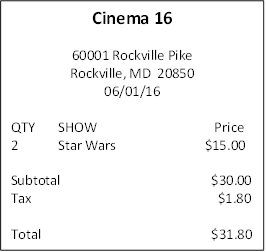 Cinema 16
60001 Rockville Pike
Rockville, MD 20850
06/01/16
QTY SHOW Price
2 Star Wars $15.00
Subtotal $30.00
Tax $1.80
Total $31.80